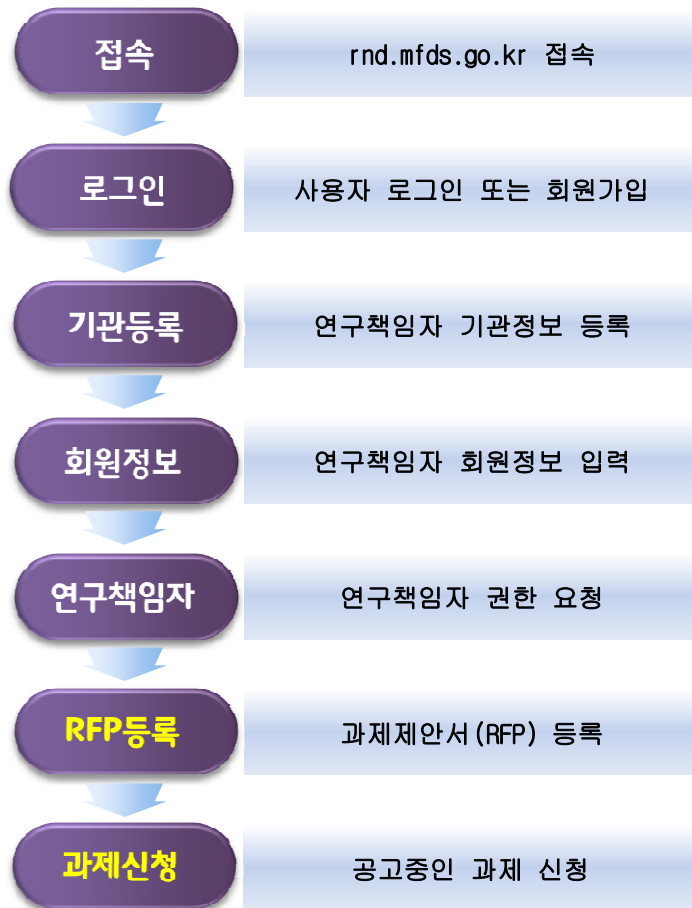 접속
rnd.mfds.go.kr 접속
로그인
사용자 로그인 또는 회원가입
기관등록
연구책임자 기관정보 등록
회원정보
연구책임자 회원정보 입력
연구책임자
연구책임자 권한 요청
RFP등록
과제제안서(RFP) 등록
과제신청
공고중인 과제 신청